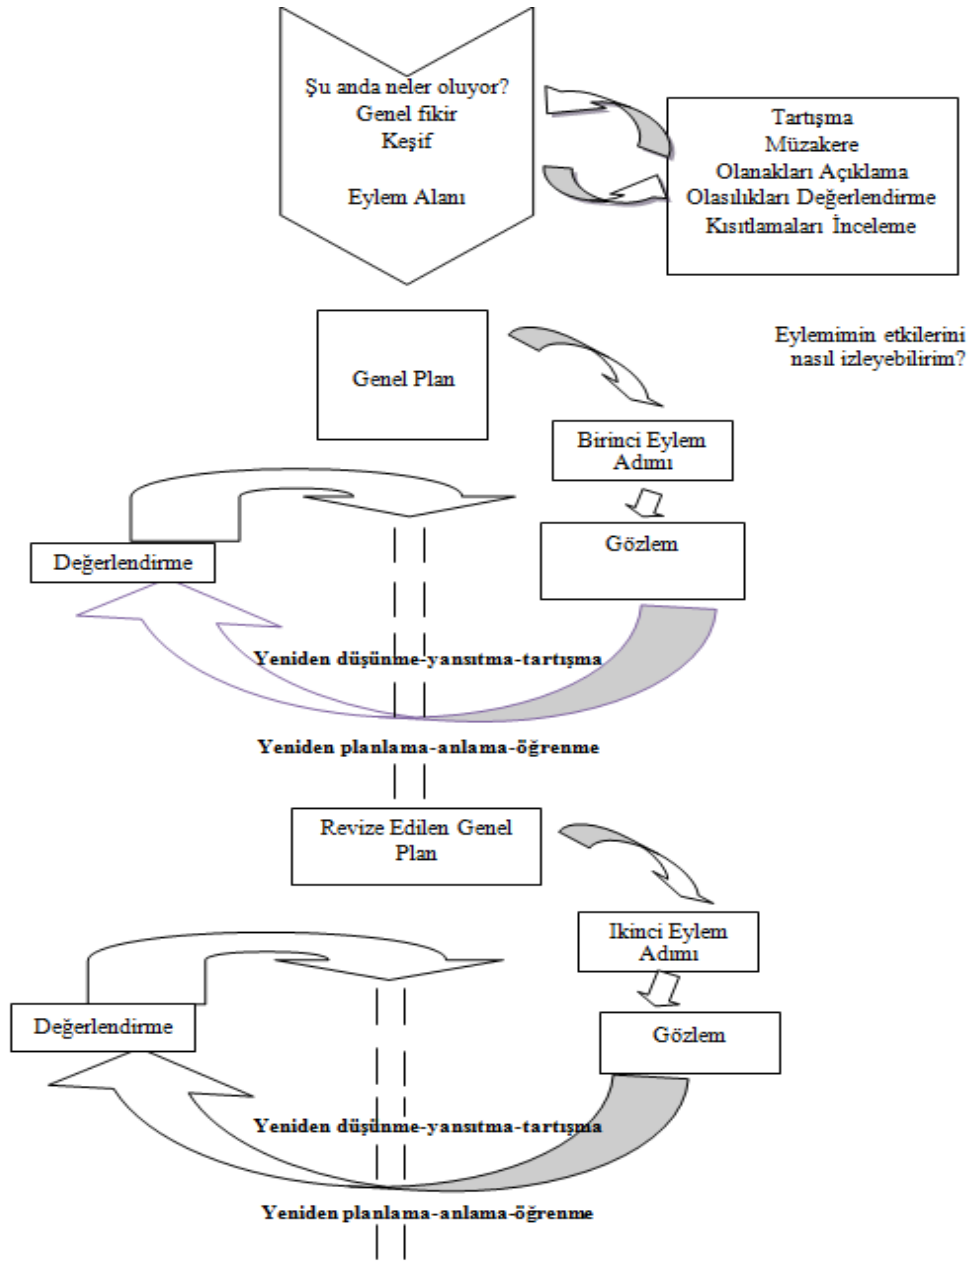 Şu anda neler oluyor?
Genel fikir
Keşif
Eylem Alanı
Tartışma
Müzakere
Olanakları Açıklama
Olasılıkları Değerlendirme
Kısıtlamaları İnceleme
Eylemimin etkilerini
nasıl izleyebilirim?
Genel Plan
Birinci Eylem
Adımı
Gözlem
Değerlendirme
Yeniden düşünme-yansıtma-tartışma
Yeniden planlama-anlama-öğrenme
Revize Edilen Genel
Plan
Ikinci Eylem
Adımı
Gözlem
Değerlendirme
Yeniden düşünme-yansıtma-tartışma
Yeniden planlama-anlama-öğrenme